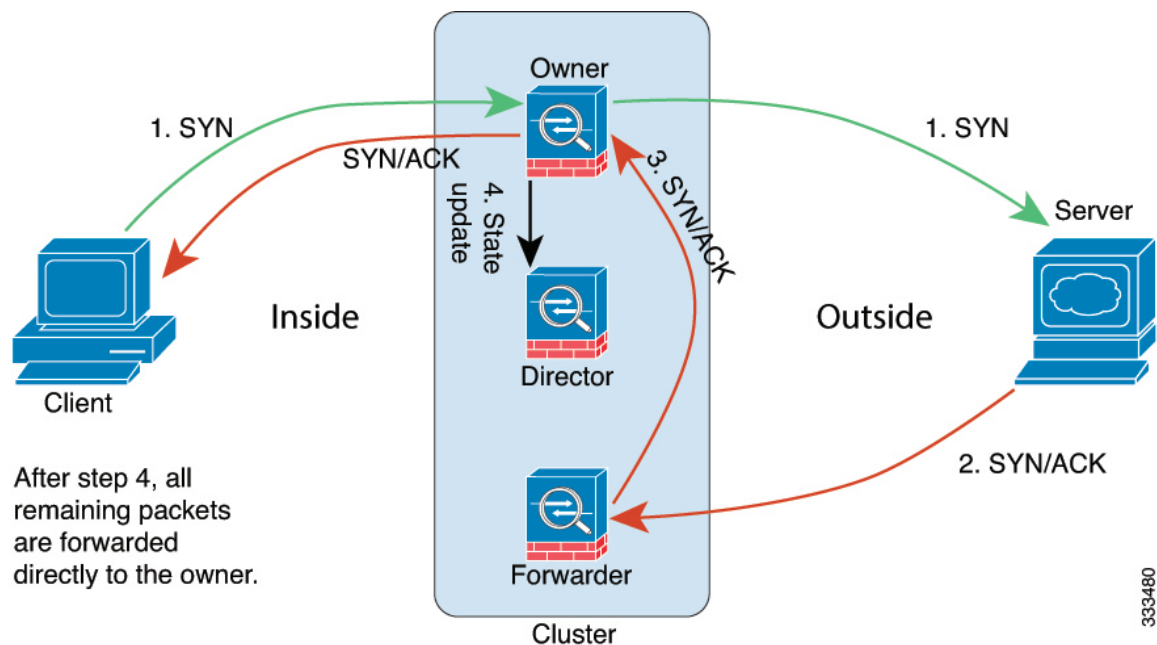 Owner
1. SYN
1. SYN
SYN/ACK
3. SYN/ACK
4. State
update
Server
Inside
Outside
Director
Client
2. SYN/ACK
After step 4, all
remaining packets
are forwarded
directly to the owner.
Forwarder
Cluster
333480